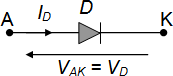 I_D D
A K
V_AK = V_D